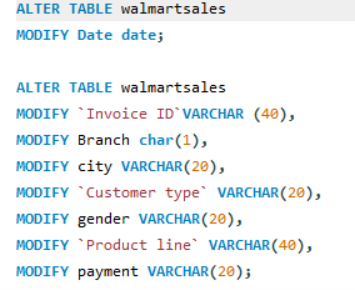 ALTER TABLE walmartsales
MODIFY Date date;
ALTER TABLE walmartsales
MODIFY `Invoice ID`VARCHAR (40),
MODIFY Branch char(1),
MODIFY city VARCHAR(20),
MODIFY `Customer type` VARCHAR(20),
MODIFY gender VARCHAR(20),
MODIFY `Product line` VARCHAR(40),
MODIFY payment VARCHAR(20);